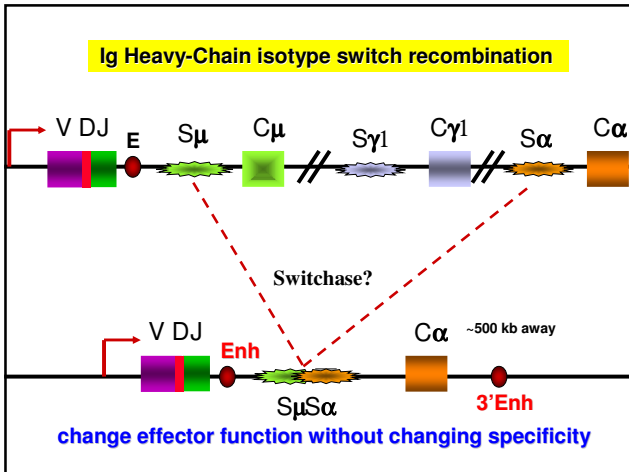 Ig Heavy-Chain isotype switch recombination
V DJ E Sμ Cμ Sγ1 Cγ1 Sα Cα
Switchase?
V DJ Enh Cα ~500 kb away
SμSα 3'Enh
change effector function without changing specificity